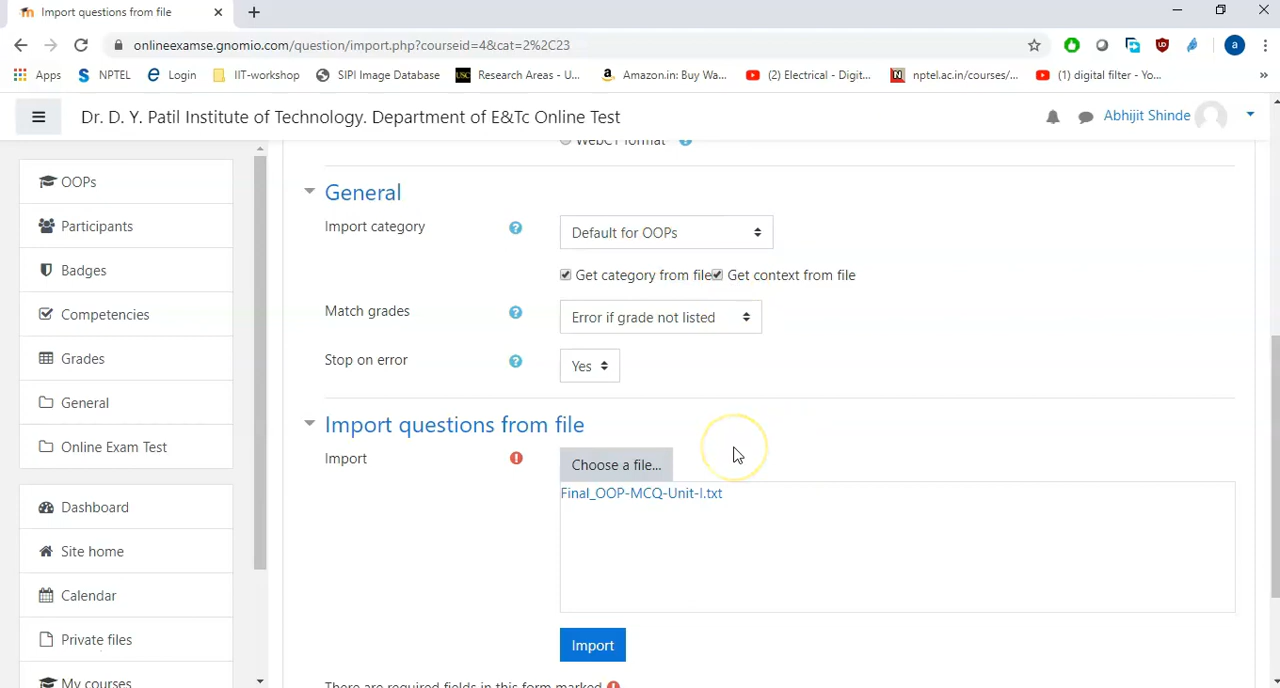 Import questions from file
onlineexamse.gnomio.com/question/import.php?courseid=4&cat=2%2C23
a
Apps
NPTEL
Login
IIT-workshop
SIPI Image Database
Research Areas - U...
Amazon.in: Buy Wa...
(2) Electrical - Digit...
nptel.ac.in/courses/...
(1) digital filter - Yo...
»
Dr. D. Y. Patil Institute of Technology. Department of E&Tc Online Test
Abhijit Shinde
OOPs
Participants
Badges
Competencies
Grades
General
Online Exam Test
Dashboard
Site home
Calendar
Private files
My courses
WebCT format
General
Import category
Default for OOPs
Get category from file
Get context from file
Match grades
Error if grade not listed
Stop on error
Yes
Import questions from file
Import
Choose a file...
Final_OOP-MCQ-Unit-I.txt
Import
There are required fields in this form marked